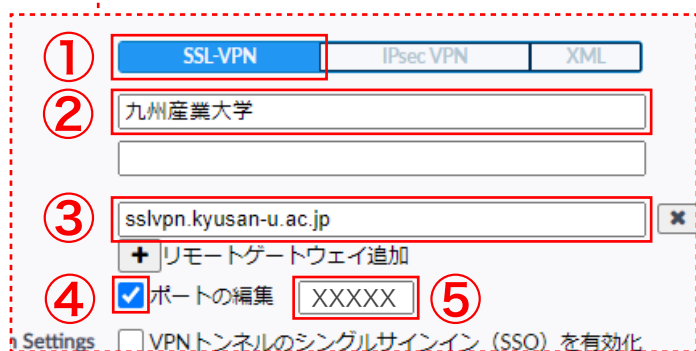 ① SSL-VPN IPsec VPN XML
② 九州産業大学
③ sslvpn.kyusan-u.ac.jp ✖
+ リモートゲートウェイ追加
④ ポートの編集 XXXXX ⑤
n Settings VPNトンネルのシングルサインイン（SSO）を有効化